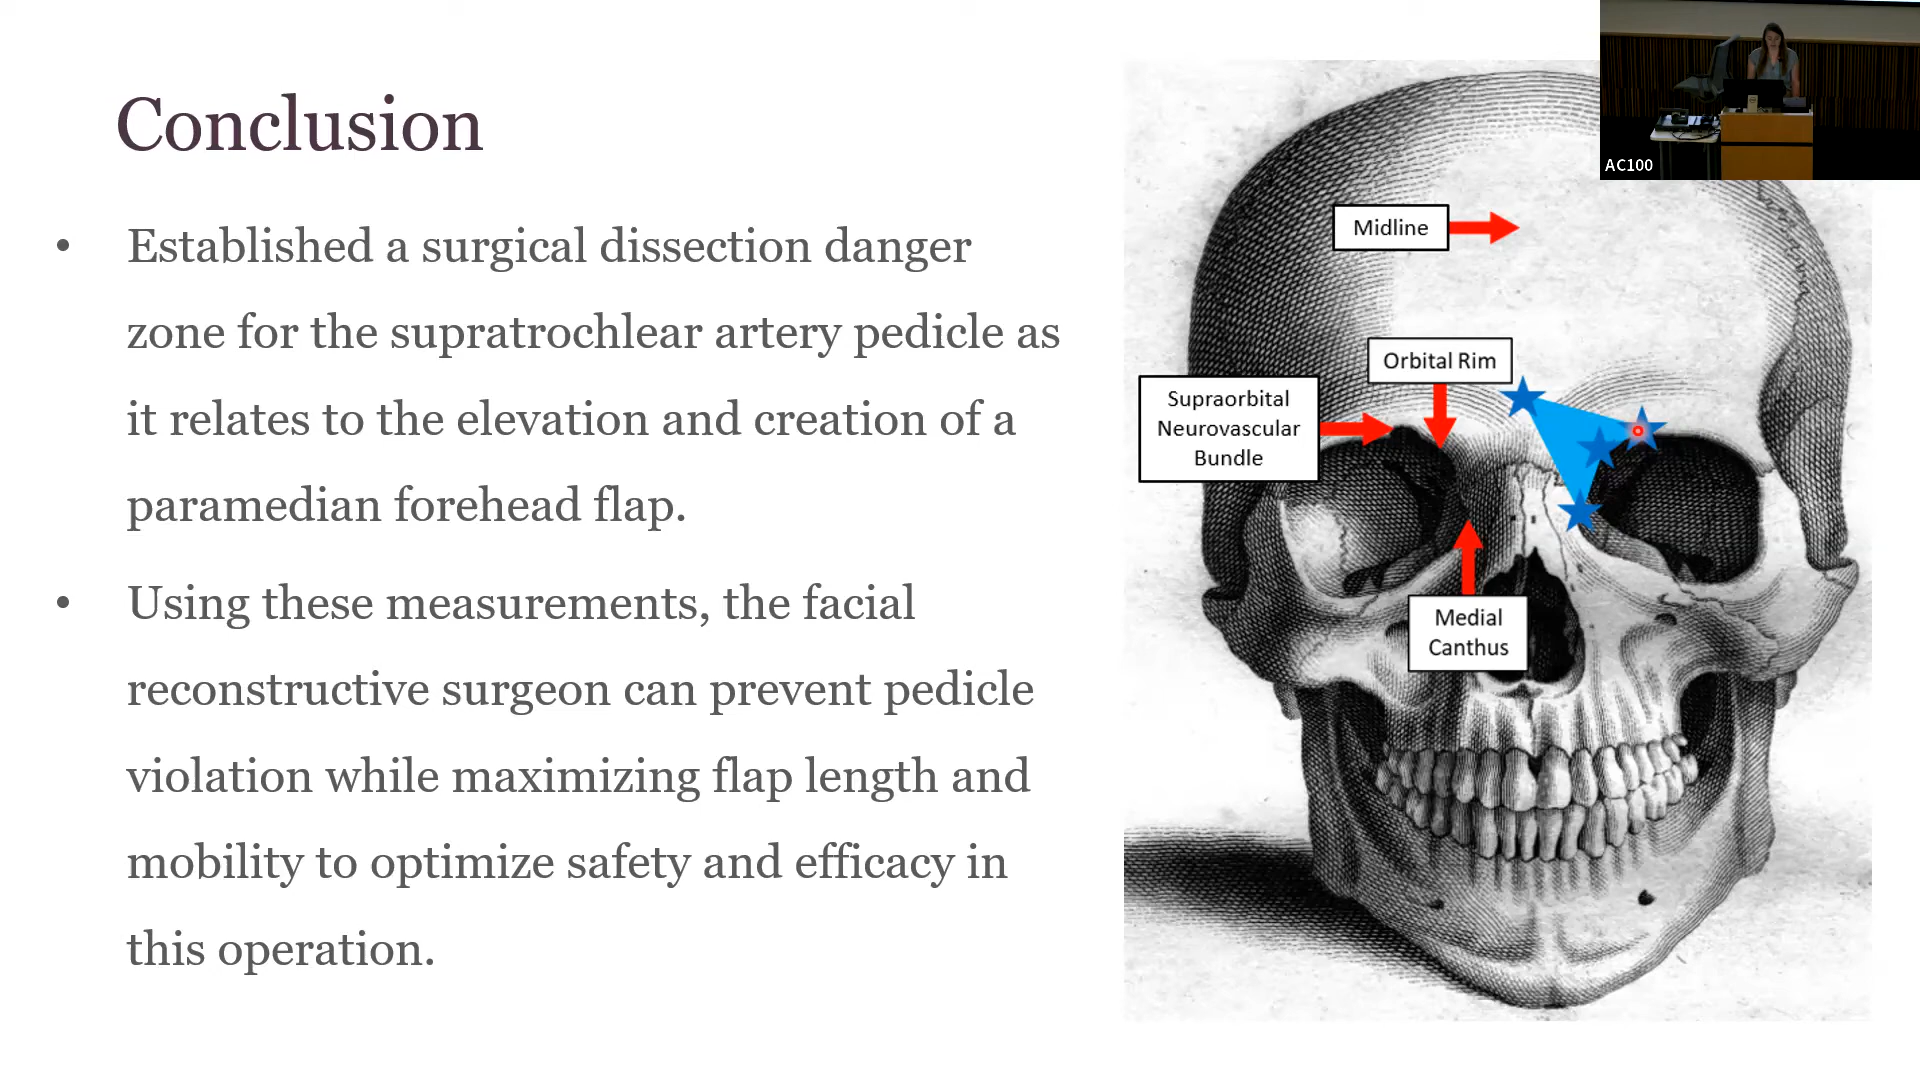 Conclusion
• Established a surgical dissection danger
zone for the supratrochlear artery pedicle as
it relates to the elevation and creation of a
paramedian forehead flap.
• Using these measurements, the facial
reconstructive surgeon can prevent pedicle
violation while maximizing flap length and
mobility to optimize safety and efficacy in
this operation.
AC100
Midline
Orbital Rim
Supraorbital
Neurovascular
Bundle
Medial
Canthus